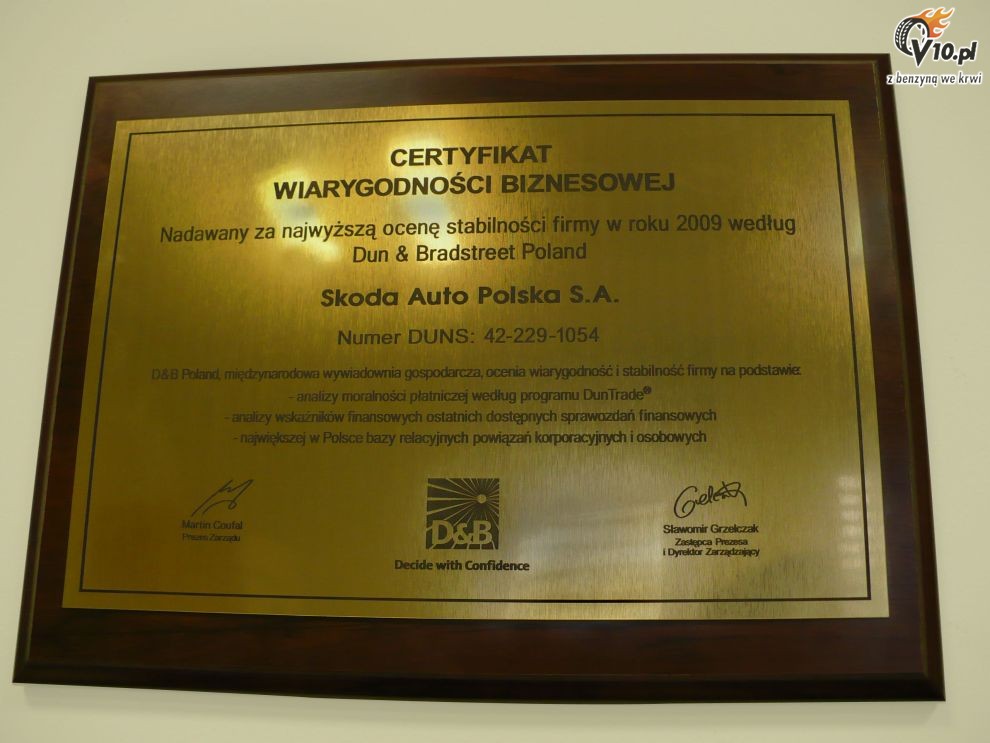 V10.pl
z benzyną we krwi
CERTYFIKAT
WIARYGODNOŚCI BIZNESOWEJ
Nadawany za najwyższą ocenę stabilności firmy w roku 2009 według
Dun & Bradstreet Poland
Skoda Auto Polska S.A.
Numer DUNS: 42-229-1054
D&B Poland, międzynarodowa wywiadownia gospodarcza, ocenia wiarygodność i stabilność firmy na podstawie:
- analizy moralności płatniczej według programu DunTrade®
- analizy wskaźników finansowych ostatnich dostępnych sprawozdań finansowych
- największej w Polsce bazy relacyjnych powiązań korporacyjnych i osobowych
Martin Coufal
Prezes Zarządu
D&B
Decide with Confidence
Sławomir Grzelczak
Zastępca Prezesa
i Dyrektor Zarządzający